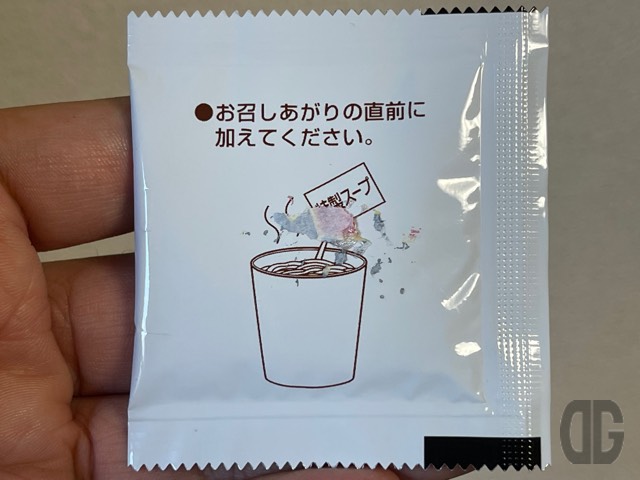 ●お召しあがりの直前に
加えてください。
特製スープ
DG